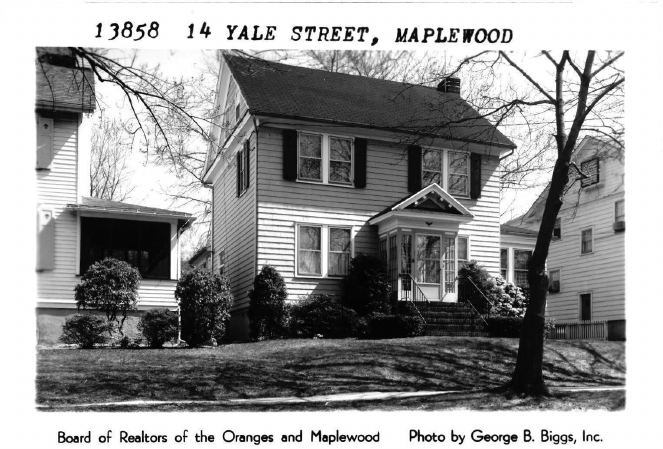 13858 14 YALE STREET, MAPLEWOOD
Board of Realtors of the Oranges and Maplewood Photo by George B. Biggs, Inc.